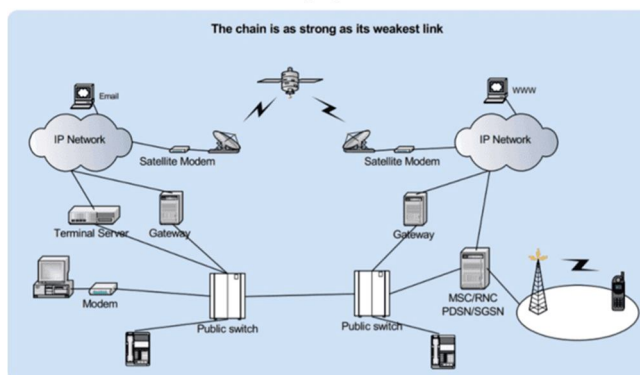 The chain is as strong as its weakest link
Email
WWW
IP Network
IP Network
Satellite Modem
Satellite Modem
Terminal Server
Gateway
Gateway
Modem
MSC/RNC
PDSN/SGSN
Public switch
Public switch